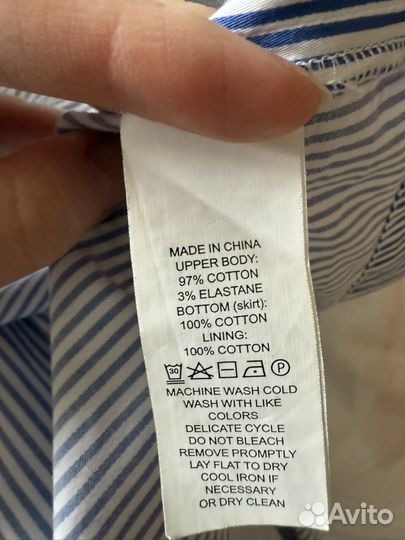 MADE IN CHINA
UPPER BODY:
97% COTTON
3% ELASTANE
BOTTOM (skirt):
100% COTTON
LINING:
100% COTTON
30 P
MACHINE WASH COLD
WASH WITH LIKE
COLORS
DELICATE CYCLE
DO NOT BLEACH
REMOVE PROMPTLY
LAY FLAT TO DRY
COOL IRON IF
NECESSARY
OR DRY CLEAN
Avito